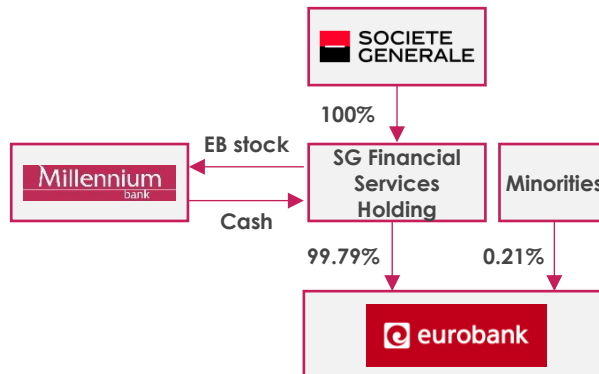 SOCIETE
GENERALE
100%
EB stock
Millennium
bank
Cash
SG Financial
Services
Holding
Minorities
99.79%
0.21%
eurobank